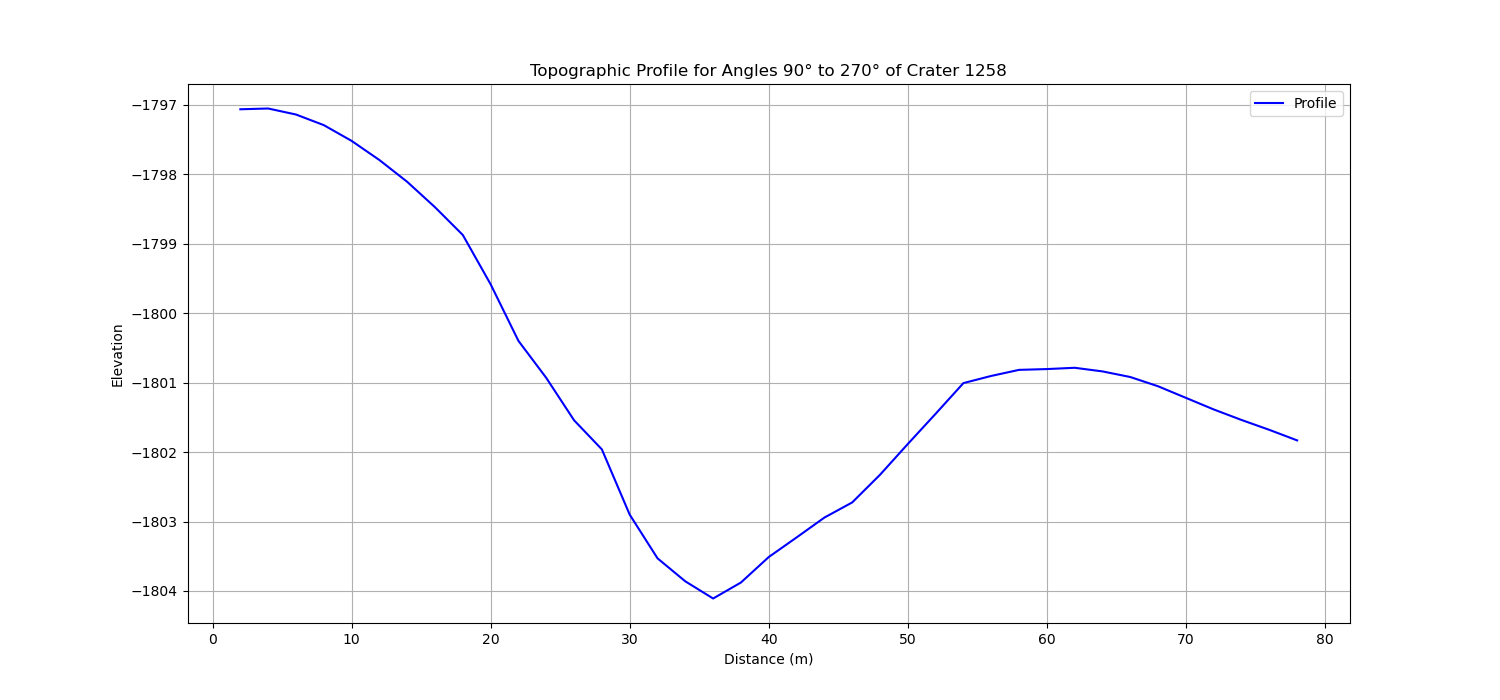 Topographic Profile for Angles 90° to 270° of Crater 1258
Profile
−1797
−1798
−1799
−1800
−1801
−1802
−1803
−1804
Elevation
0 10 20 30 40 50 60 70 80
Distance (m)